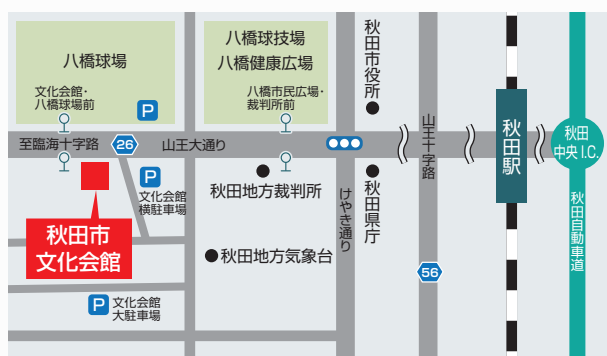 八橋球場
文化会館・
八橋球場前
P
八橋球技場
八橋健康広場
八橋市民広場・
裁判所前
秋田市役所
至臨海十字路
26
山王大通り
山王十字路
秋田駅
秋田
中央 I.C.
P
文化会館
横駐車場
秋田地方裁判所
けやき通り
秋田県庁
秋田自動車道
秋田市
文化会館
秋田地方気象台
56
P
文化会館
大駐車場